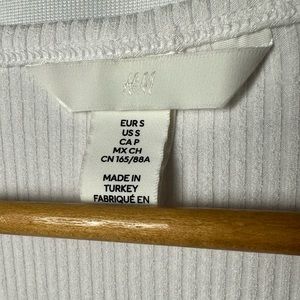 H&M
EUR S
US S
CA P
MX CH
CN 165/88A
MADE IN
TURKEY
FABRIQUÉ EN